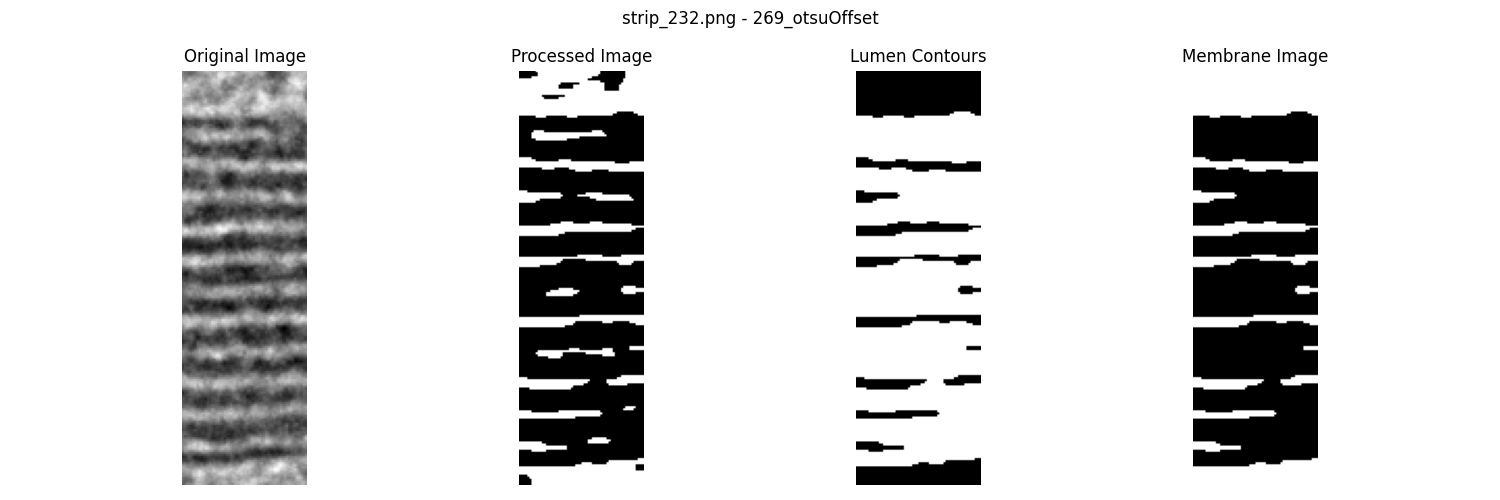 strip_232.png - 269_otsuOffset
Original Image
Processed Image
Lumen Contours
Membrane Image